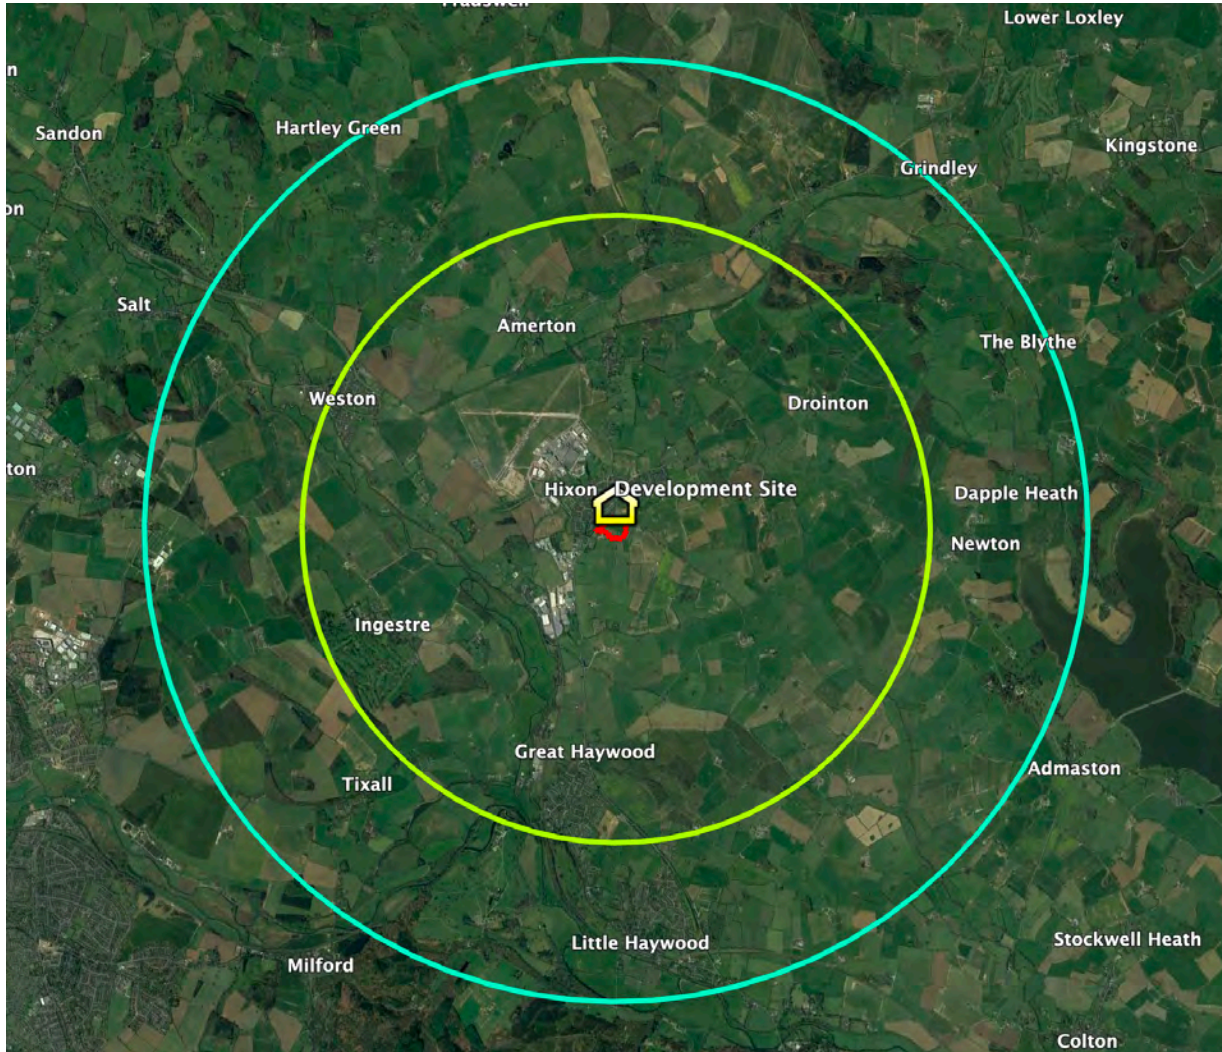 Lower Loxley
Sandon
Hartley Green
Kingstone
Grindley
Salt
Amerton
The Blythe
Weston
Drointon
ton
Hixon
Development Site
Dapple Heath
Newton
Ingestre
Great Haywood
Admaston
Tixall
Little Haywood
Stockwell Heath
Milford
Colton